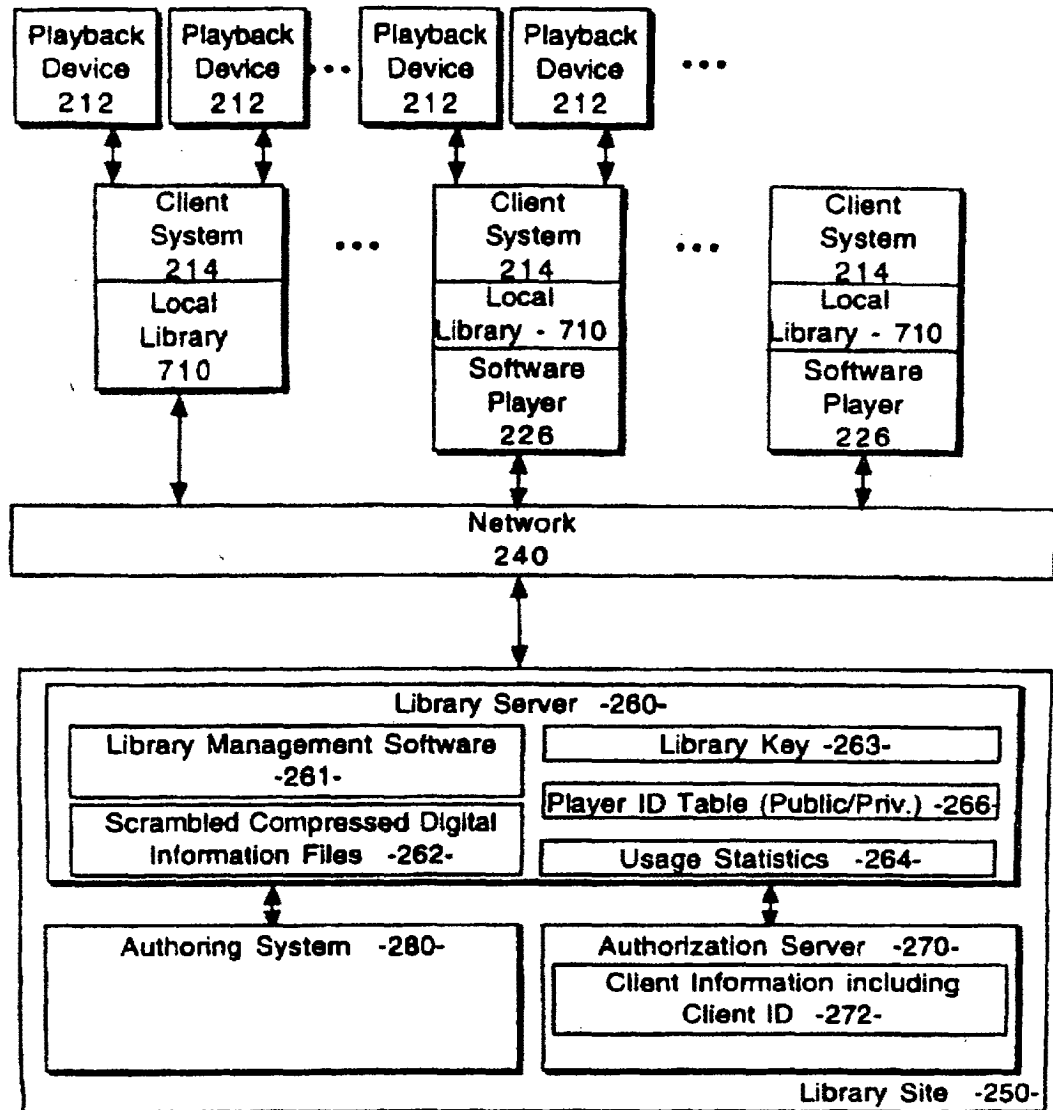 Playback
Device
212
Playback
Device
212
...
Playback
Device
212
Playback
Device
212
...
Client
System
214
Local
Library
710
...
Client
System
214
Local
Library - 710
Software
Player
226
...
Client
System
214
Local
Library - 710
Software
Player
226
Network
240
Library Server -260-
Library Management Software
-261-
Scrambled Compressed Digital
Information Files -262-
Library Key -263-
Player ID Table (Public/Priv.) -266-
Usage Statistics -264-
Authoring System -280-
Authorization Server -270-
Client Information including
Client ID -272-
Library Site -250-